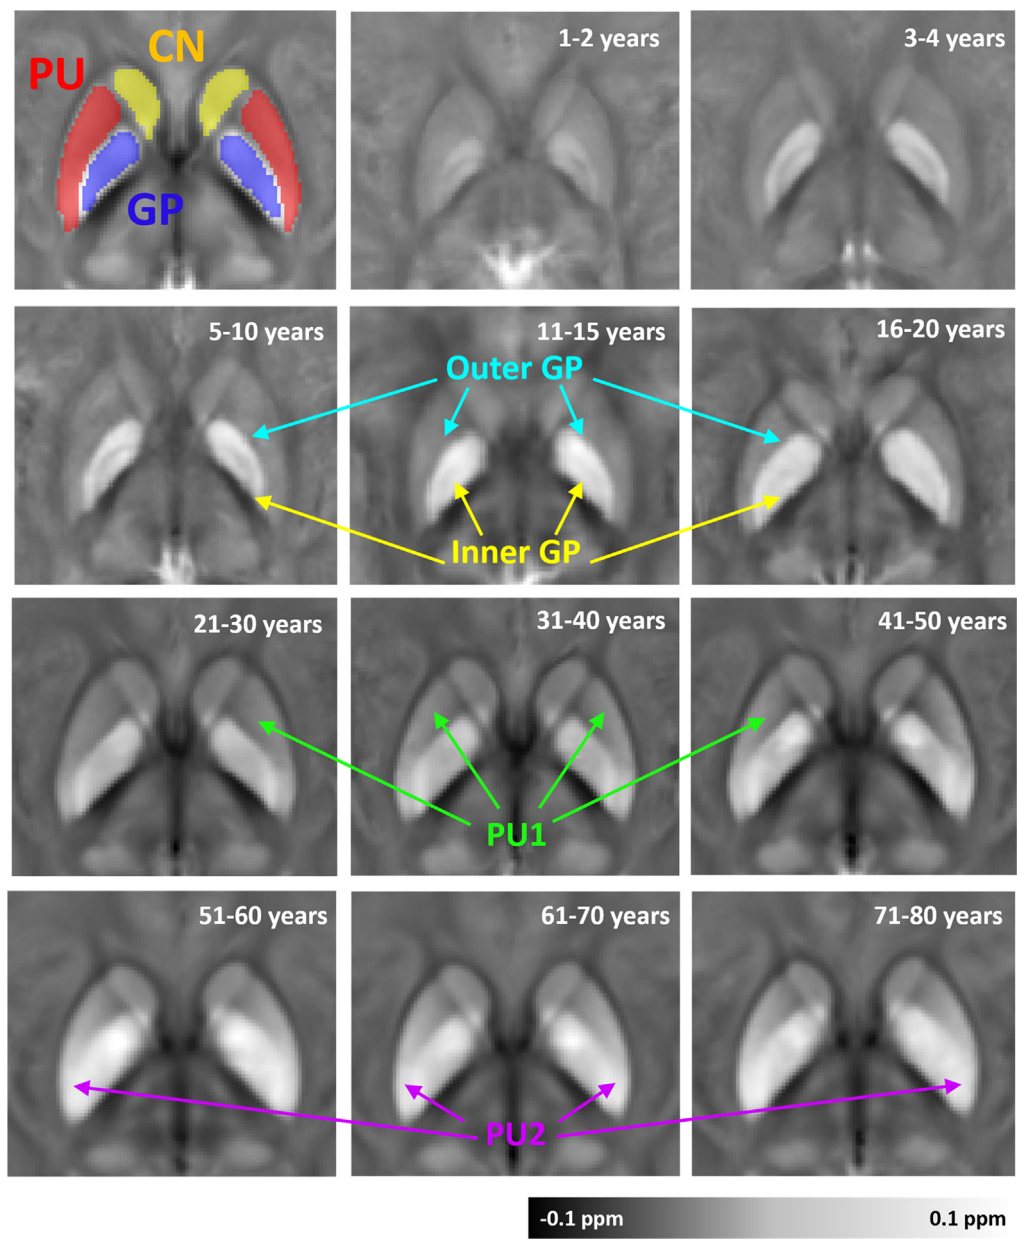 CN
PU
GP
1-2 years
3-4 years
5-10 years
11-15 years
16-20 years
Outer GP
Inner GP
21-30 years
31-40 years
41-50 years
PU1
51-60 years
61-70 years
71-80 years
PU2
-0.1 ppm
0.1 ppm